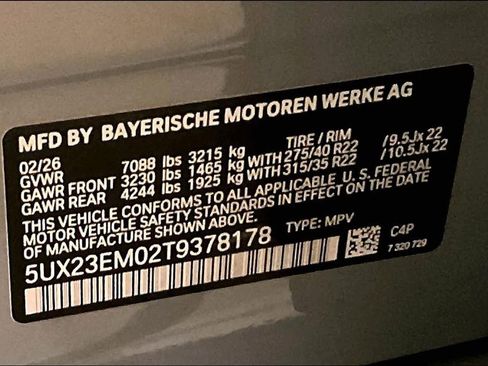 MFD BY BAYERISCHE MOTOREN WERKE AG
02/26 TIRE / RIM
GVWR 7088 lbs 3215 kg
GAWR FRONT 3230 lbs 1465 kg WITH 275/40 R22 /9.5Jx 22
GAWR REAR 4244 lbs 1925 kg WITH 315/35 R22 /10.5Jx 22
THIS VEHICLE CONFORMS TO ALL APPLICABLE U. S. FEDERAL
MOTOR VEHICLE SAFETY STANDARDS IN EFFECT ON THE DATE
OF MANUFACTURE SHOWN ABOVE.
5UX23EM02T9378178 TYPE: MPV C4P
7 320 729